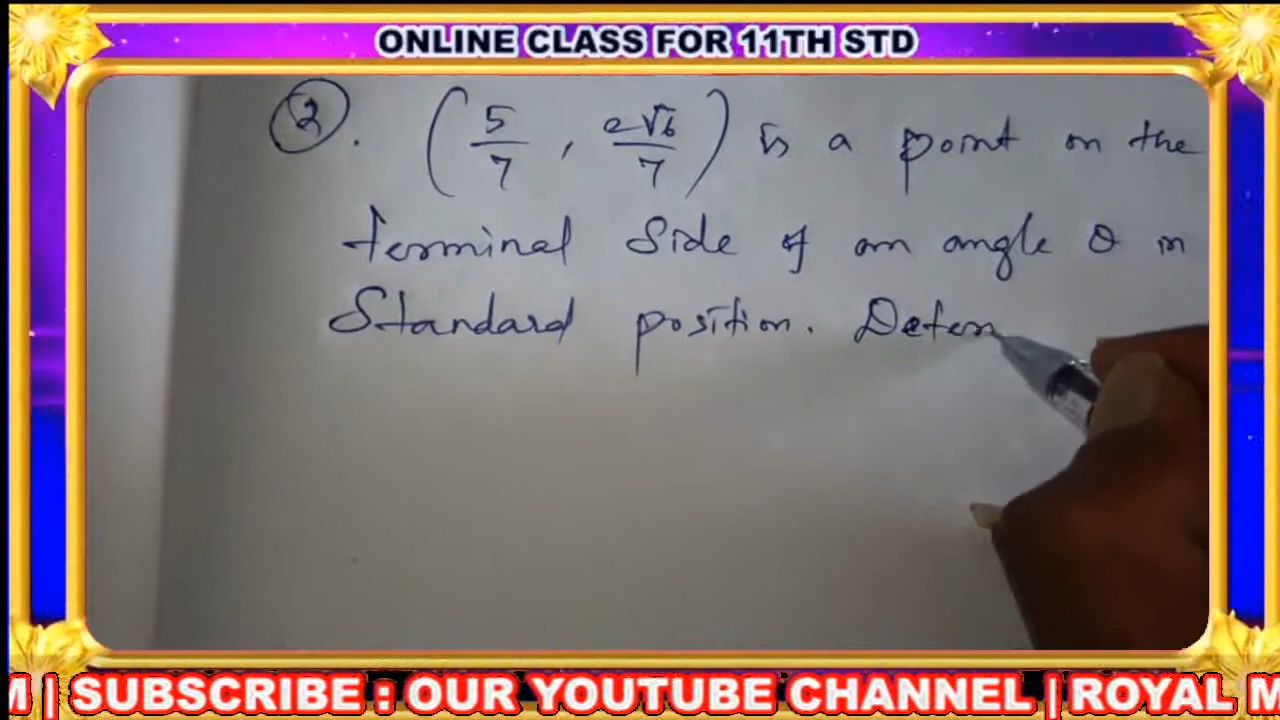 ONLINE CLASS FOR 11TH STD
② . ( 5/7 , 2√6/7 ) is a point on the
terminal side of an angle θ in
Standard position. Determ
M | SUBSCRIBE : OUR YOUTUBE CHANNEL | ROYAL M